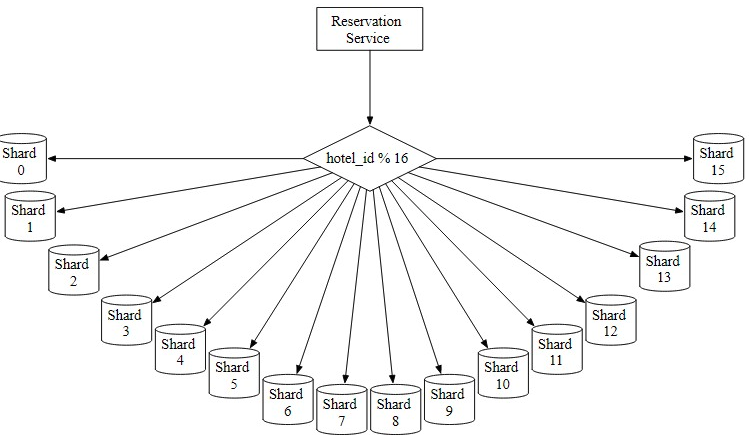 Reservation
Service
hotel_id % 16
Shard
0
Shard
1
Shard
2
Shard
3
Shard
4
Shard
5
Shard
6
Shard
7
Shard
8
Shard
9
Shard
10
Shard
11
Shard
12
Shard
13
Shard
14
Shard
15